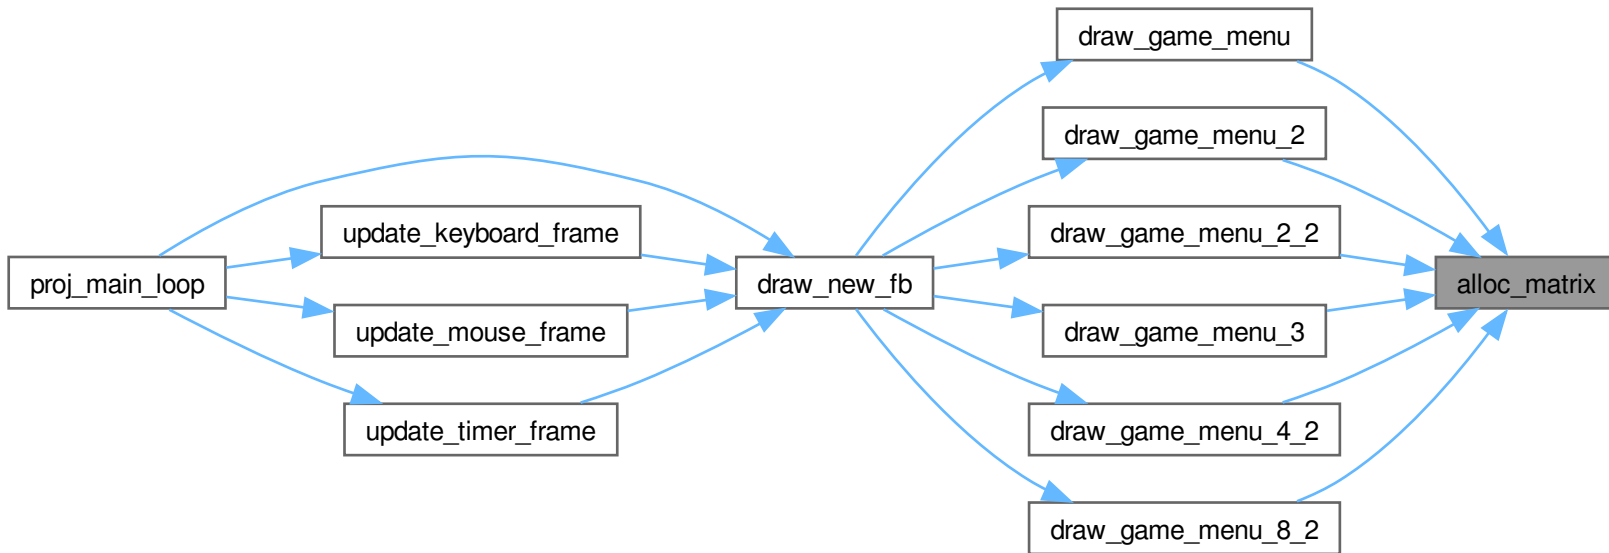 proj_main_loop
update_keyboard_frame
update_mouse_frame
update_timer_frame
draw_new_fb
draw_game_menu
draw_game_menu_2
draw_game_menu_2_2
draw_game_menu_3
draw_game_menu_4_2
draw_game_menu_8_2
alloc_matrix